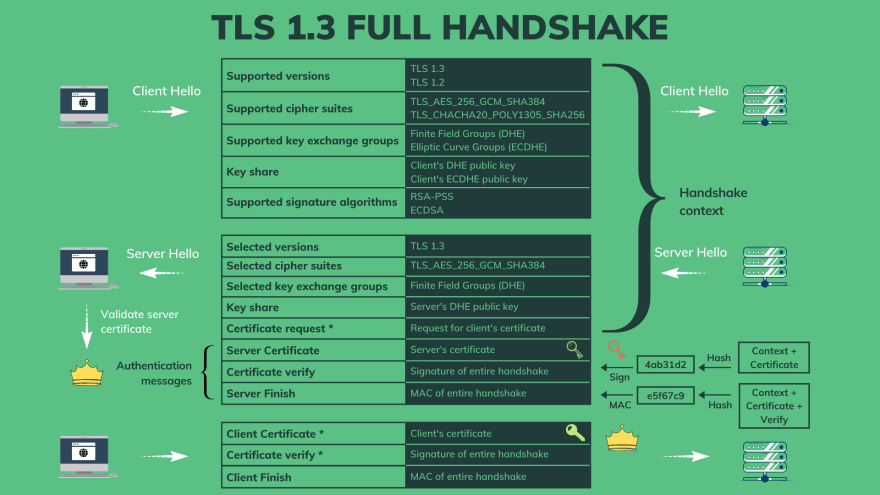 TLS 1.3 FULL HANDSHAKE
Client Hello
Supported versions
TLS 1.3
TLS 1.2
Supported cipher suites
TLS_AES_256_GCM_SHA384
TLS_CHACHA20_POLY1305_SHA256
Supported key exchange groups
Finite Field Groups (DHE)
Elliptic Curve Groups (ECDHE)
Key share
Client's DHE public key
Client's ECDHE public key
Supported signature algorithms
RSA-PSS
ECDSA
Client Hello
Handshake
context
Server Hello
Selected versions
TLS 1.3
Selected cipher suites
TLS_AES_256_GCM_SHA384
Selected key exchange groups
Finite Field Groups (DHE)
Key share
Server's DHE public key
Certificate request *
Request for client's certificate
Server Hello
Validate server
certificate
Authentication
messages
Server Certificate
Server's certificate
Certificate verify
Signature of entire handshake
Server Finish
MAC of entire handshake
Sign
4ab31d2
Hash
Context +
Certificate
MAC
e5f67c9
Hash
Context +
Certificate +
Verify
Client Certificate *
Client's certificate
Certificate verify *
Signature of entire handshake
Client Finish
MAC of entire handshake